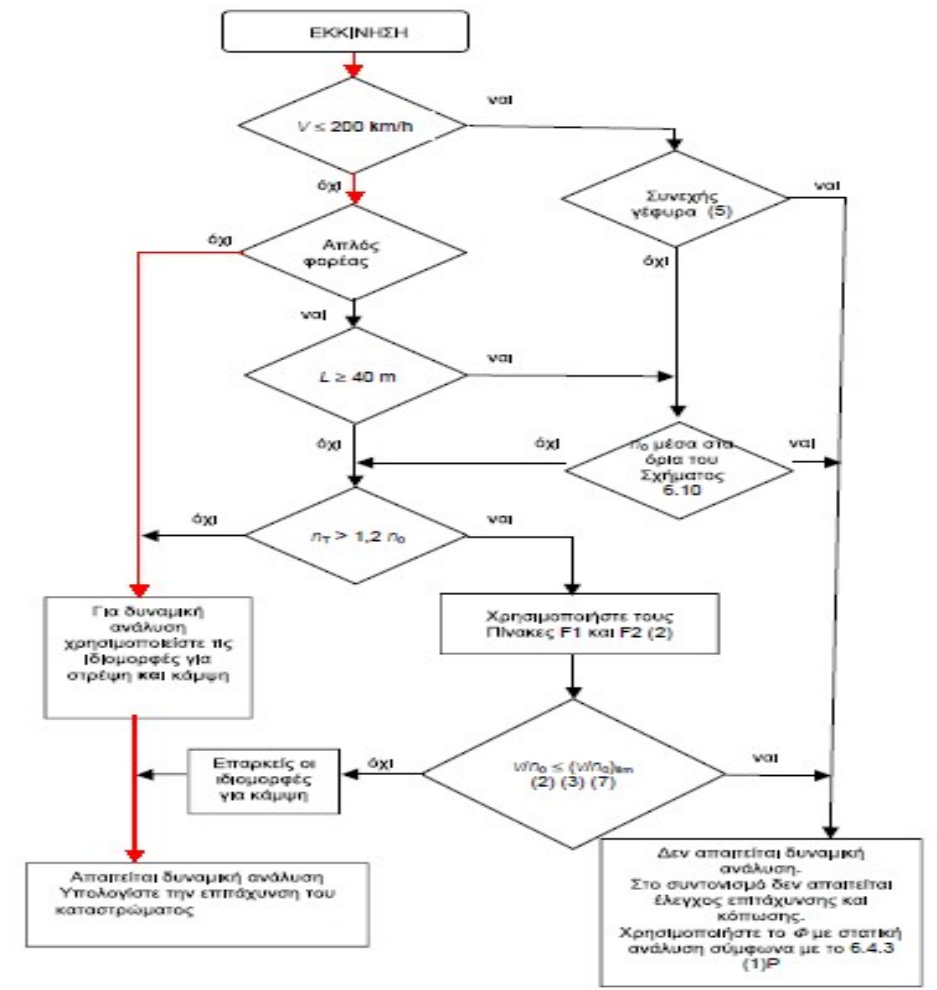 ΕΚΚΙΝΗΣΗ
ναι
V ≤ 200 km/h
όχι
Συνεχής
γέφυρα (5)
ναι
όχι
Απλός
φορέας
όχι
ναι
L ≥ 40 m
ναι
όχι
όχι
n₀ μέσα στα
όρια του
Σχήματος
6.10
ναι
όχι
n_T > 1,2 n₀
ναι
Για δυναμική
ανάλυση
χρησιμοποιείστε τις
ιδιομορφές για
στρέψη και κάμψη
Χρησιμοποιήστε τους
Πίνακες F1 και F2 (2)
Επαρκείς οι
ιδιομορφές
για κάμψη
όχι
v/n₀ ≤ (v/n₀)lim
(2) (3) (7)
ναι
Απαιτείται δυναμική ανάλυση
Υπολογίστε την επιτάχυνση του
καταστρώματος
Δεν απαιτείται δυναμική
ανάλυση.
Στο συντονισμό δεν απαιτείται
έλεγχος επιτάχυνσης και
κόπωσης.
Χρησιμοποιήστε το Φ με στατική
ανάλυση σύμφωνα με το 6.4.3
(1)P